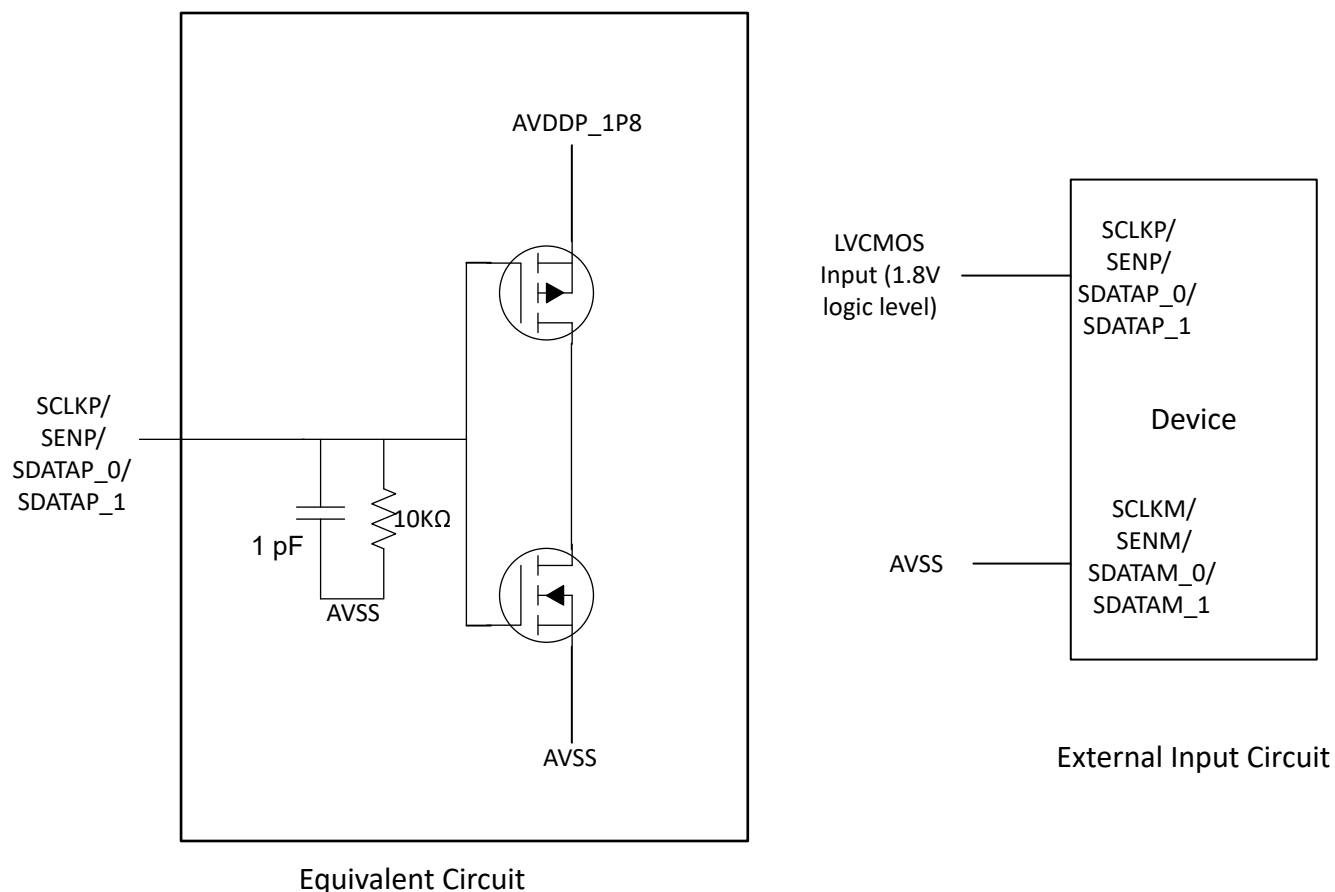 AVDDP_1P8
SCLKP/
SENP/
SDATAP_0/
SDATAP_1
1 pF
10KΩ
AVSS
AVSS
Equivalent Circuit
LVCMOS
Input (1.8V
logic level)
SCLKP/
SENP/
SDATAP_0/
SDATAP_1
Device
AVSS
SCLKM/
SENM/
SDATAM_0/
SDATAM_1
External Input Circuit